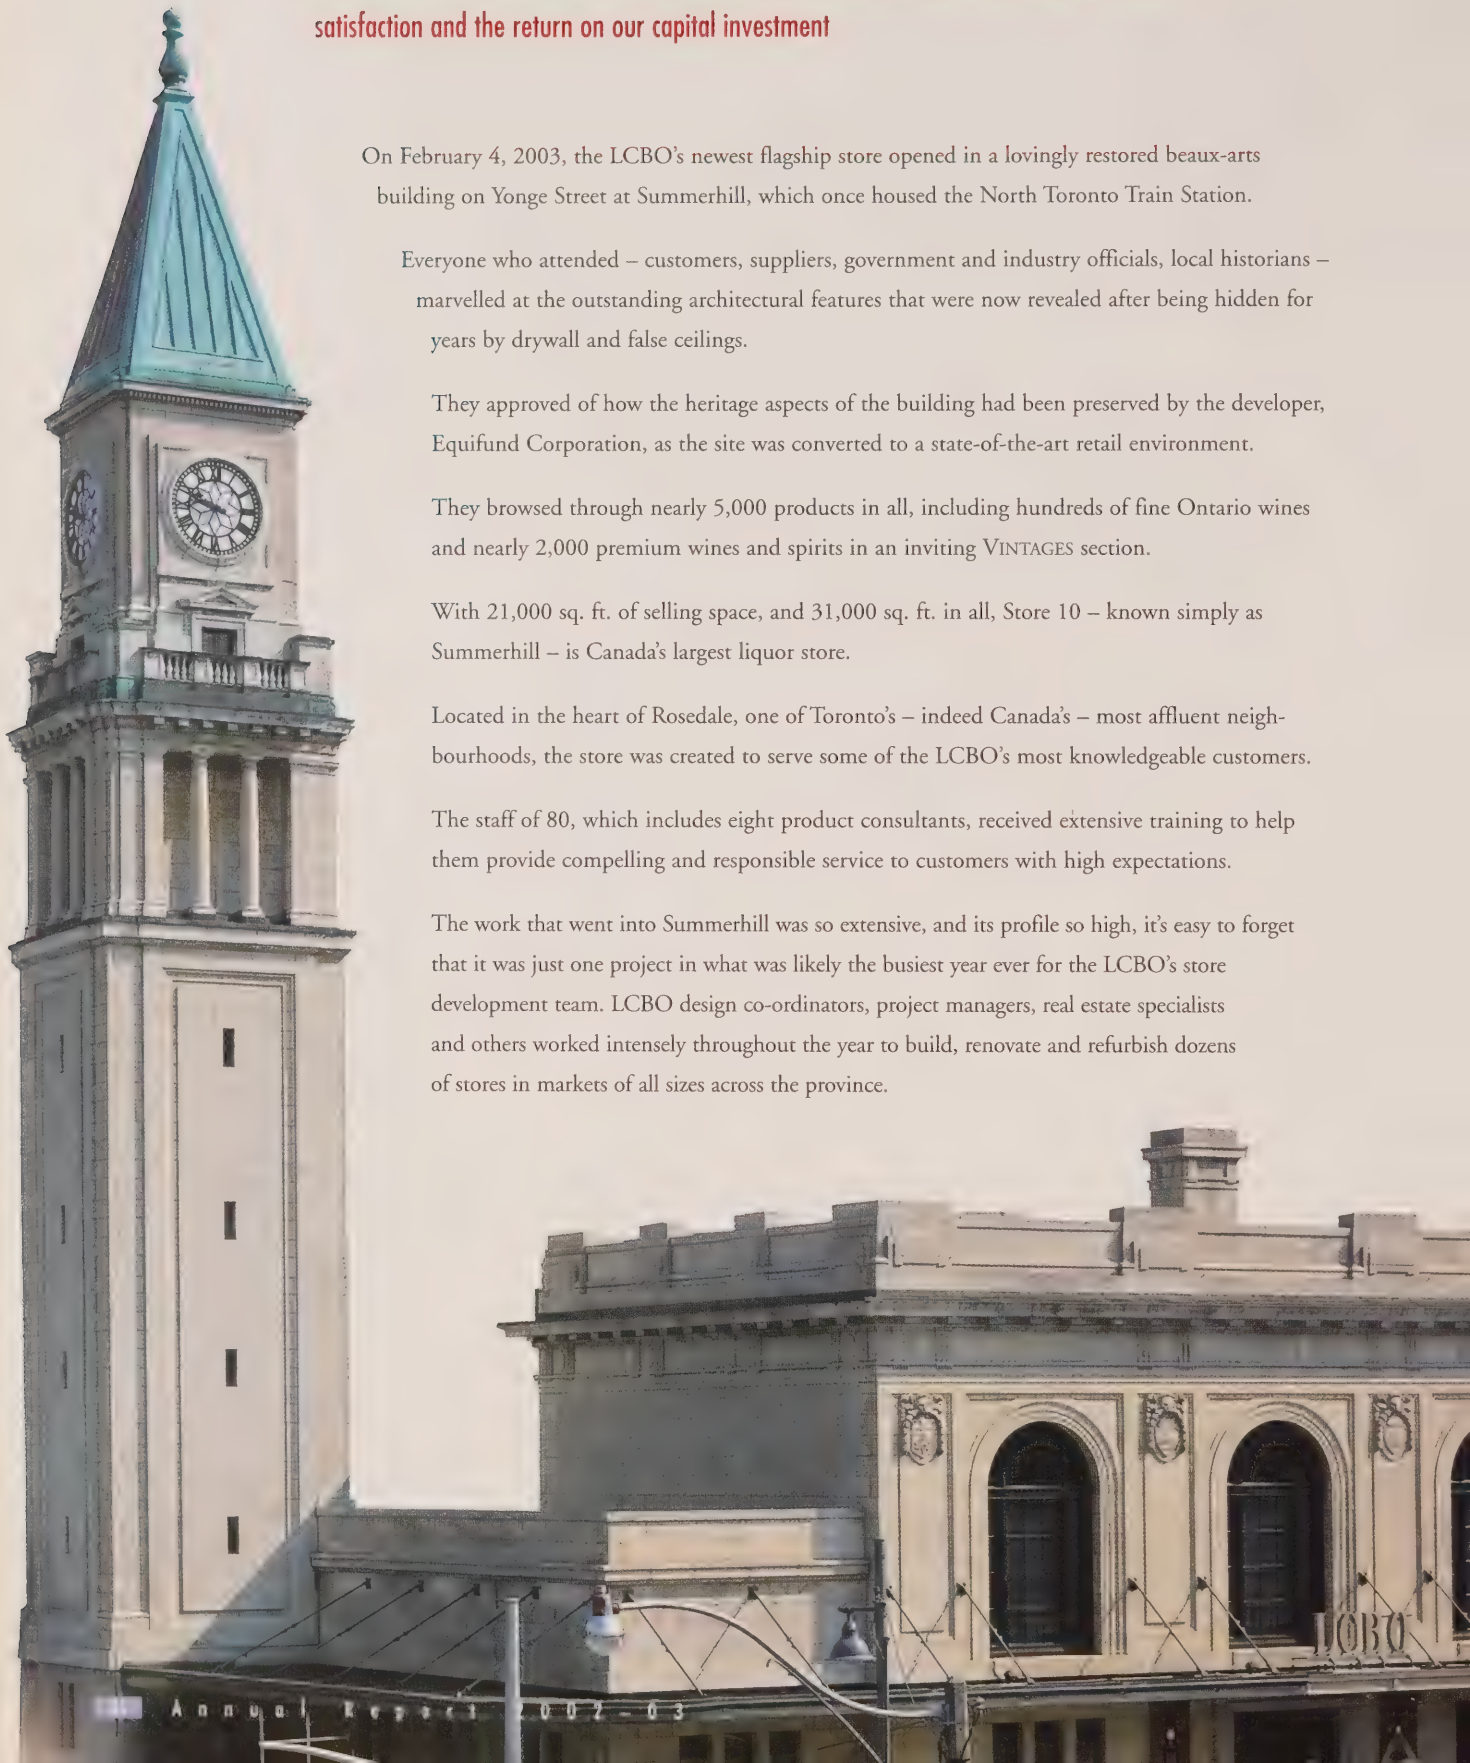 satisfaction and the return on our capital investment
On February 4, 2003, the LCBO's newest flagship store opened in a lovingly restored beaux-arts
building on Yonge Street at Summerhill, which once housed the North Toronto Train Station.
Everyone who attended – customers, suppliers, government and industry officials, local historians –
marvelled at the outstanding architectural features that were now revealed after being hidden for
years by drywall and false ceilings.
They approved of how the heritage aspects of the building had been preserved by the developer,
Equifund Corporation, as the site was converted to a state-of-the-art retail environment.
They browsed through nearly 5,000 products in all, including hundreds of fine Ontario wines
and nearly 2,000 premium wines and spirits in an inviting VINTAGES section.
With 21,000 sq. ft. of selling space, and 31,000 sq. ft. in all, Store 10 – known simply as
Summerhill – is Canada's largest liquor store.
Located in the heart of Rosedale, one of Toronto's – indeed Canada's – most affluent neigh-
bourhoods, the store was created to serve some of the LCBO's most knowledgeable customers.
The staff of 80, which includes eight product consultants, received extensive training to help
them provide compelling and responsible service to customers with high expectations.
The work that went into Summerhill was so extensive, and its profile so high, it's easy to forget
that it was just one project in what was likely the busiest year ever for the LCBO's store
development team. LCBO design co-ordinators, project managers, real estate specialists
and others worked intensely throughout the year to build, renovate and refurbish dozens
of stores in markets of all sizes across the province.
LCBO
Annual Report 2002-03